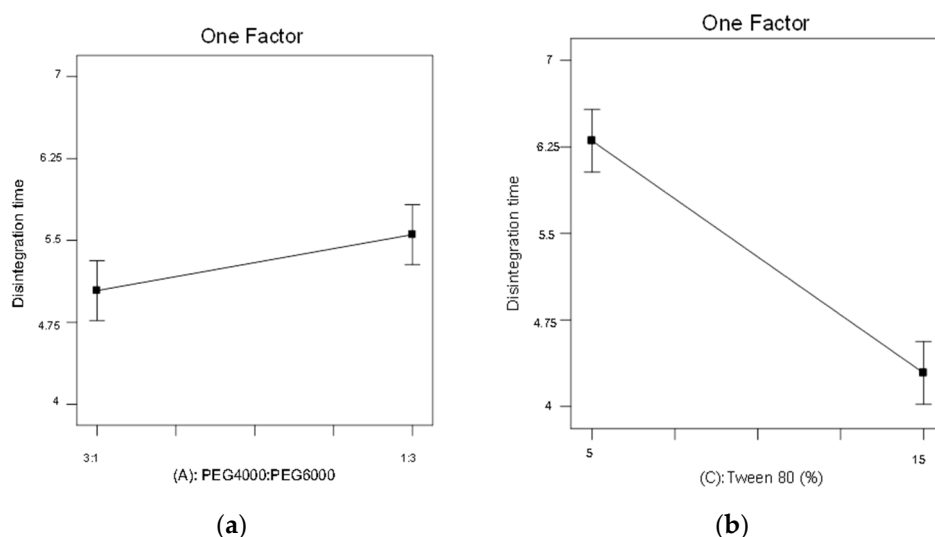 One Factor
7
6.25
5.5
4.75
4
Disintegration time
3:1
1:3
(A): PEG4000:PEG6000
(a)
One Factor
7
6.25
5.5
4.75
4
Disintegration time
5
15
(C): Tween 80 (%)
(b)